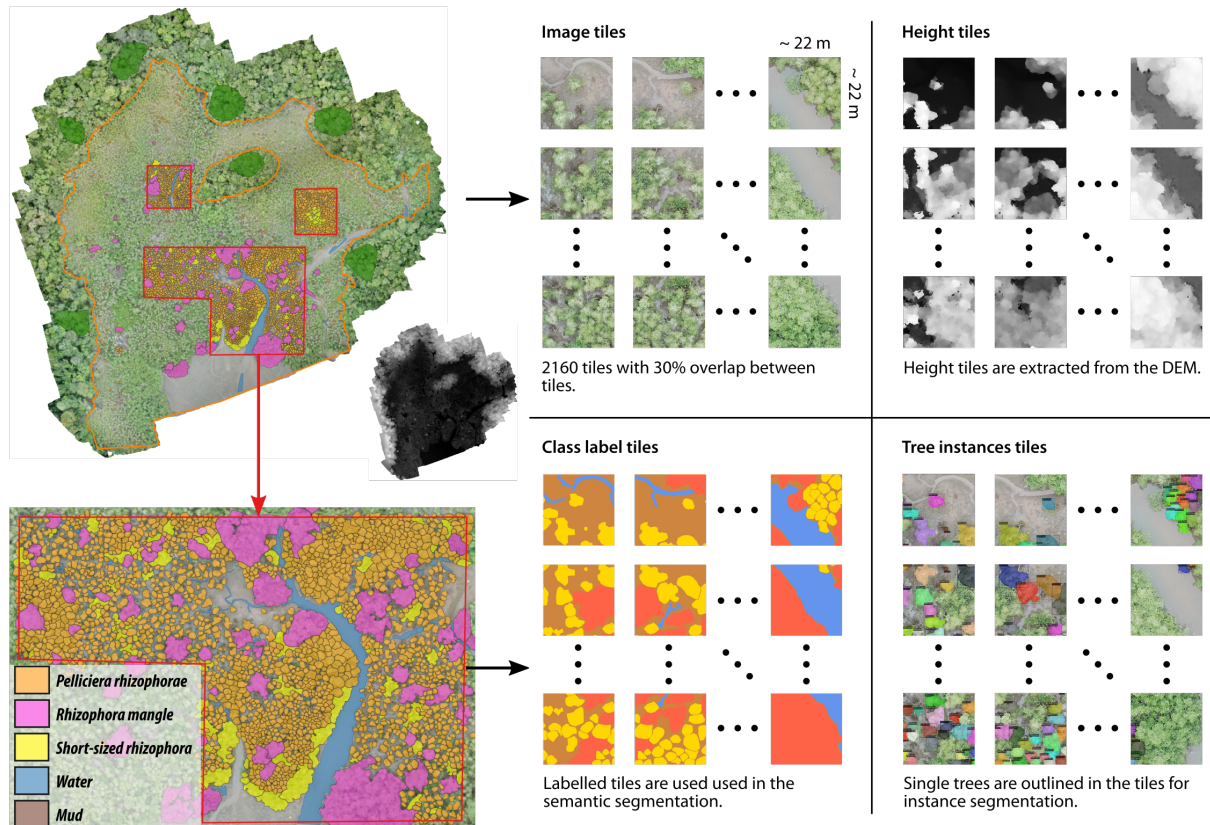 Image tiles
~ 22 m
~ 22 m
2160 tiles with 30% overlap between
tiles.
Height tiles
Height tiles are extracted from the DEM.
Pelliciera rhizophorae
Rhizophora mangle
Short-sized rhizophora
Water
Mud
Class label tiles
Labelled tiles are used used in the
semantic segmentation.
Tree instances tiles
Single trees are outlined in the tiles for
instance segmentation.